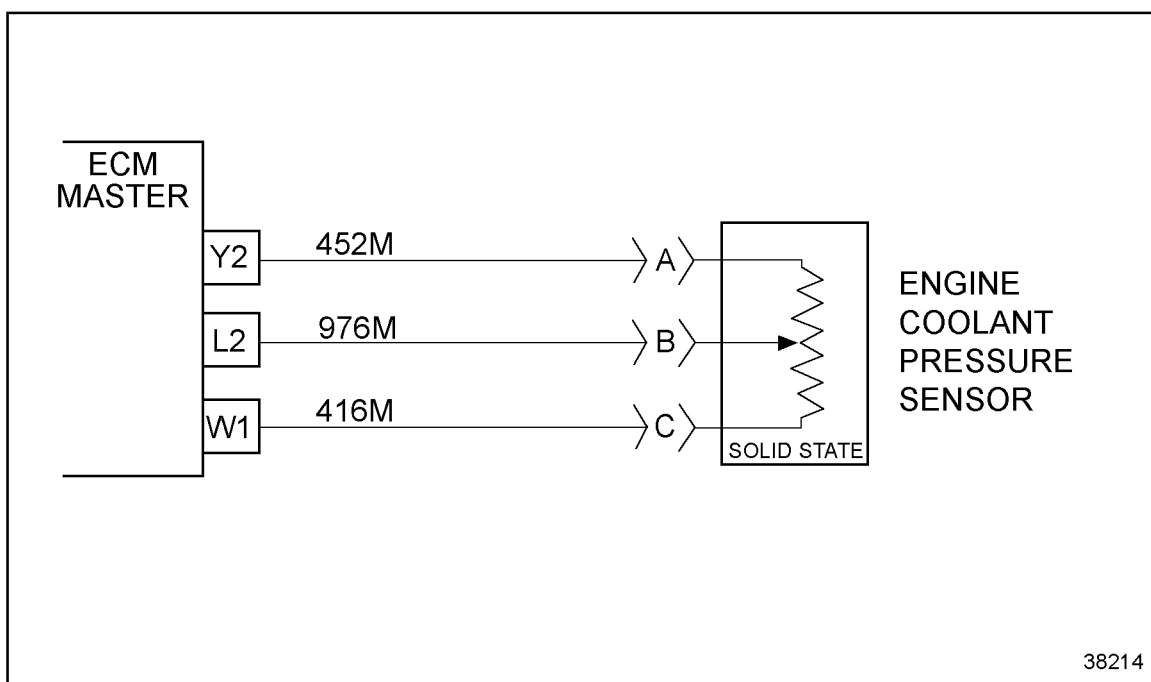 ECM
MASTER
Y2
452M
A
L2
976M
B
W1
416M
C
SOLID STATE
ENGINE
COOLANT
PRESSURE
SENSOR
38214